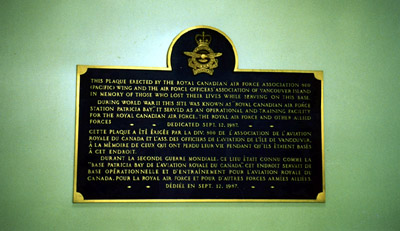 THIS PLAQUE ERECTED BY THE ROYAL CANADIAN AIR FORCE ASSOCIATION
(PACIFIC) WING AND THE AIR FORCE OFFICERS' ASSOCIATION OF VANCOUVER ISLAND
IN MEMORY OF THOSE WHO LOST THEIR LIVES WHILE SERVING ON THIS BASE.
DURING WORLD WAR II THIS SITE WAS KNOWN AS "ROYAL CANADIAN AIR FORCE
STATION PATRICIA BAY". IT SERVED AS AN OPERATIONAL AND TRAINING FACILITY
FOR THE ROYAL CANADIAN AIR FORCE, THE ROYAL AIR FORCE AND OTHER ALLIED
FORCES
DEDICATED SEPT. 12, 1987.
CETTE PLAQUE A ÉTÉ ÉRIGÉE PAR LA DIV. DE L'ASSOCIATION DE L'AVIATION
ROYALE DU CANADA ET L'ASS. DES OFFICIERS DE L'AVIATION DE L'ÎLE DE VANCOUVER,
À LA MÉMOIRE DE CEUX QUI ONT PERDU LEUR VIE PENDANT QU'ILS ÉTAIENT BASÉS
À CET ENDROIT.
DURANT LA SECONDE GUERRE MONDIALE, CE LIEU ÉTAIT CONNU COMME LA
"BASE PATRICIA BAY DE L'AVIATION ROYALE DU CANADA". CET ENDROIT SERVAIT DE
BASE OPÉRATIONNELLE ET D'ENTRAÎNEMENT POUR L'AVIATION ROYALE DU
CANADA, POUR LA ROYAL AIR FORCE ET POUR D'AUTRES FORCES ARMÉES ALLIÉES.
DÉDIÉE EN SEPT. 12, 1987.